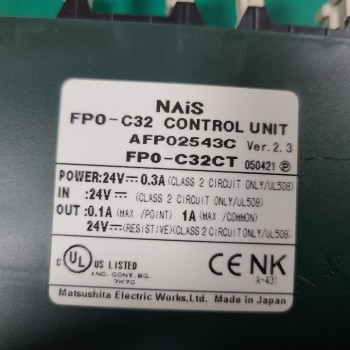 NAiS
FP0-C32 CONTROL UNIT
AFP02543C Ver. 2.3
FP0-C32CT 050421 P
POWER:24V⎓0.3A(CLASS 2 CIRCUIT ONLY/UL508)
IN :24V⎓ (CLASS 2 CIRCUIT ONLY/UL508)
OUT :0.1A(MAX /POINT) 1A(MAX /COMMON)
24V⎓(RESISTIVE)(CLASS 2 CIRCUIT ONLY/UL508)
c UL US LISTED CE NK
IND. CONT. EQ.
7K70
Matsushita Electric Works,Ltd. Made in Japan